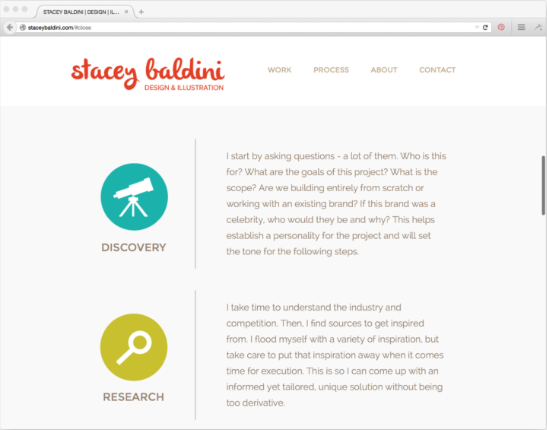 STACEY BALDINI | DESIGN | IL...
staceybaldini.com/#close
stacey baldini
DESIGN & ILLUSTRATION
WORK PROCESS ABOUT CONTACT
I start by asking questions - a lot of them. Who is this
for? What are the goals of this project? What is the
scope? Are we building entirely from scratch or
working with an existing brand? If this brand was a
celebrity, who would they be and why? This helps
establish a personality for the project and will set
the tone for the following steps.
DISCOVERY
I take time to understand the industry and
competition. Then, I find sources to get inspired
from. I flood myself with a variety of inspiration, but
take care to put that inspiration away when it comes
time for execution. This is so I can come up with an
informed yet tailored, unique solution without being
too derivative.
RESEARCH